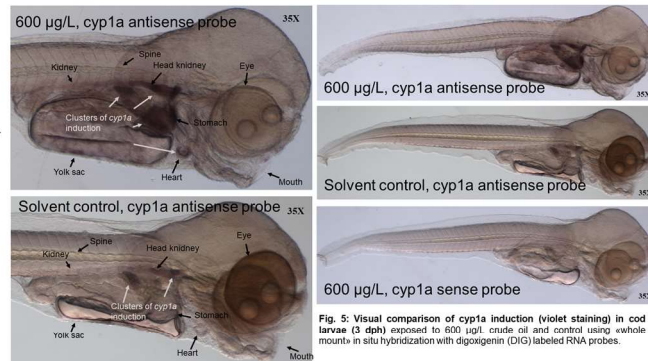 600 µg/L, cyp1a antisense probe
35X
Spine
Kidney
Head knidney
Eye
Clusters of cyp1a
induction
Stomach
Yolk sac
Heart
Mouth
Solvent control, cyp1a antisense probe
35X
Spine
Eye
Kidney
Head knidney
Clusters of cyp1a
induction
Stomach
Yolk sac
Heart
Mouth
600 µg/L, cyp1a antisense probe
35X
Solvent control, cyp1a antisense probe
35X
600 µg/L, cyp1a sense probe
35X
Fig. 5: Visual comparison of cyp1a induction (violet staining) in cod
larvae (3 dph) exposed to 600 µg/L crude oil and control using «whole
mount» in situ hybridization with digoxigenin (DIG) labeled RNA probes.